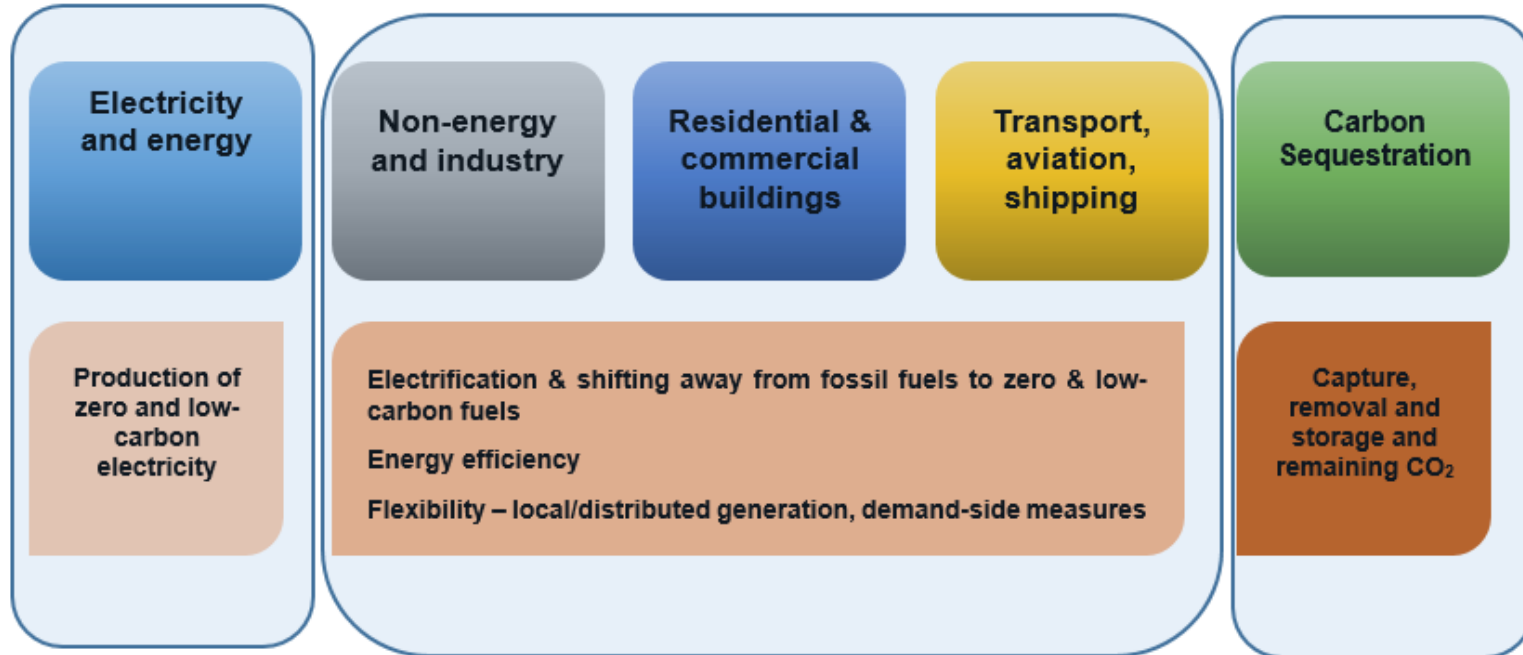 Electricity
and energy
Non-energy
and industry
Residential &
commercial
buildings
Transport,
aviation,
shipping
Carbon
Sequestration
Production of
zero and low-
carbon
electricity
Electrification & shifting away from fossil fuels to zero & low-
carbon fuels
Energy efficiency
Flexibility – local/distributed generation, demand-side measures
Capture,
removal and
storage and
remaining CO₂